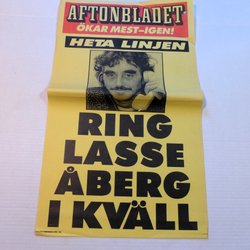 AFTONBLADET
ÖKAR MEST-IGEN!
HETA LINJEN
RING
LASSE
ÅBERG
I KVÄLL